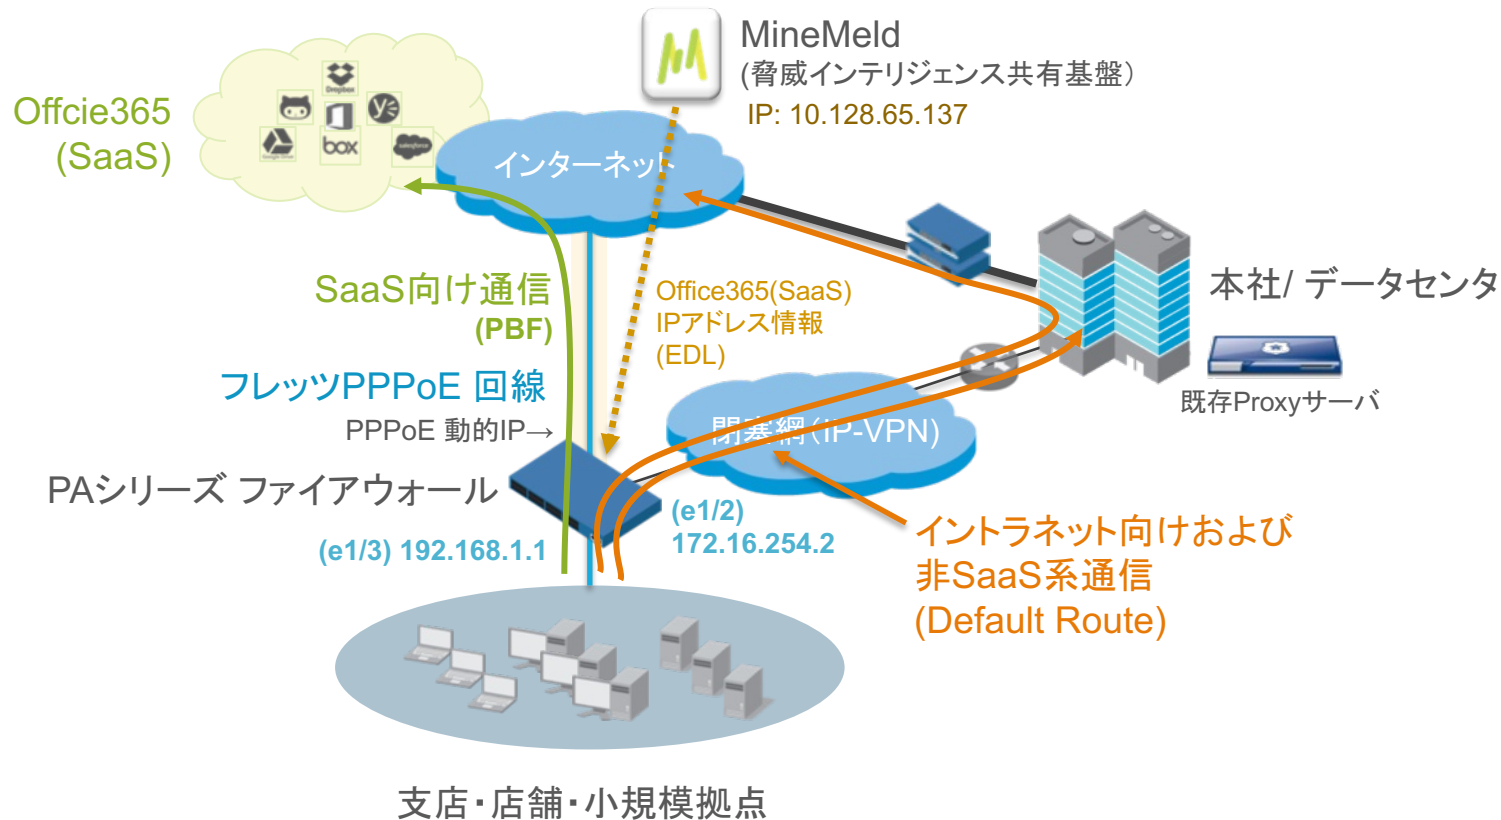 MineMeld
(脅威インテリジェンス共有基盤）
IP: 10.128.65.137
Offcie365
(SaaS)
Dropbox
Google Drive
box
salesforce
インターネット
SaaS向け通信
(PBF)
Office365(SaaS)
IPアドレス情報
(EDL)
本社/ データセンタ
既存Proxyサーバ
フレッツPPPoE 回線
PPPoE 動的IP→
閉塞網（IP-VPN)
PAシリーズ ファイアウォール
(e1/3) 192.168.1.1
(e1/2)
172.16.254.2
イントラネット向けおよび
非SaaS系通信
(Default Route)
支店・店舗・小規模拠点